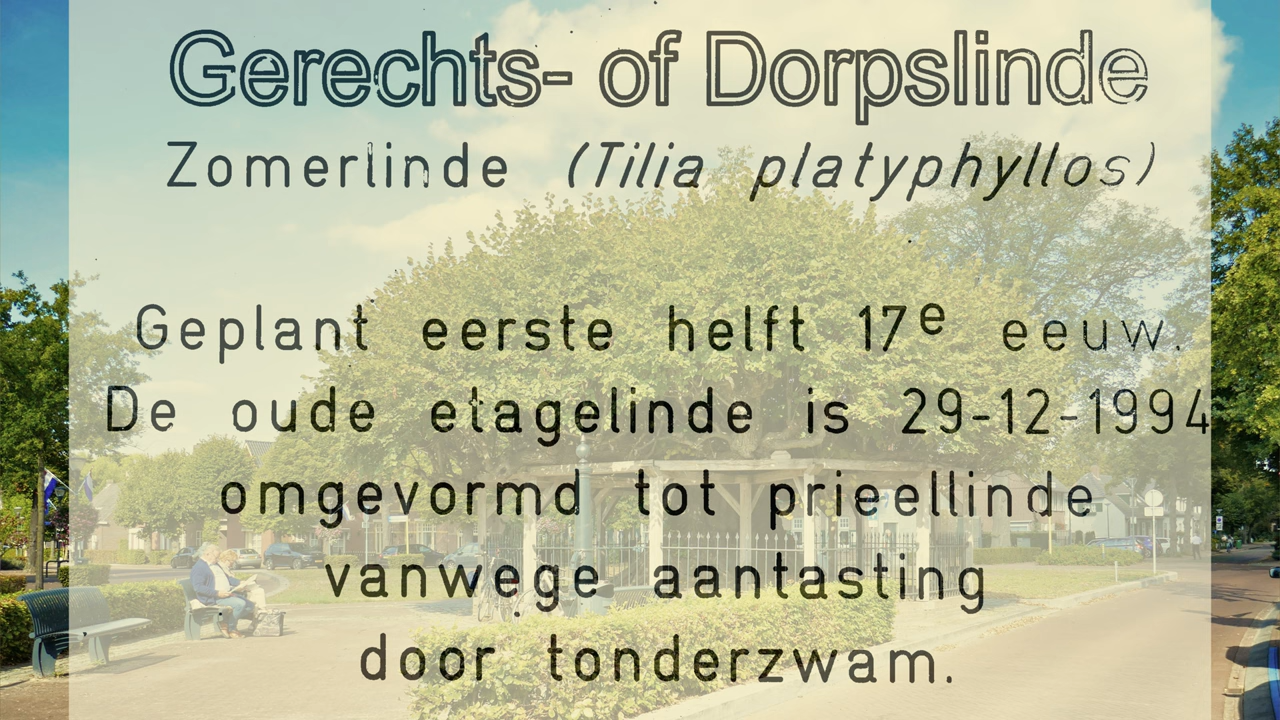 Gerechts- of Dorpslinde
Zomerlinde (Tilia platyphyllos)
Geplant eerste helft 17e eeuw.
De oude etagelinde is 29-12-1994
omgevormd tot prieellinde
vanwege aantasting
door tonderzwam.